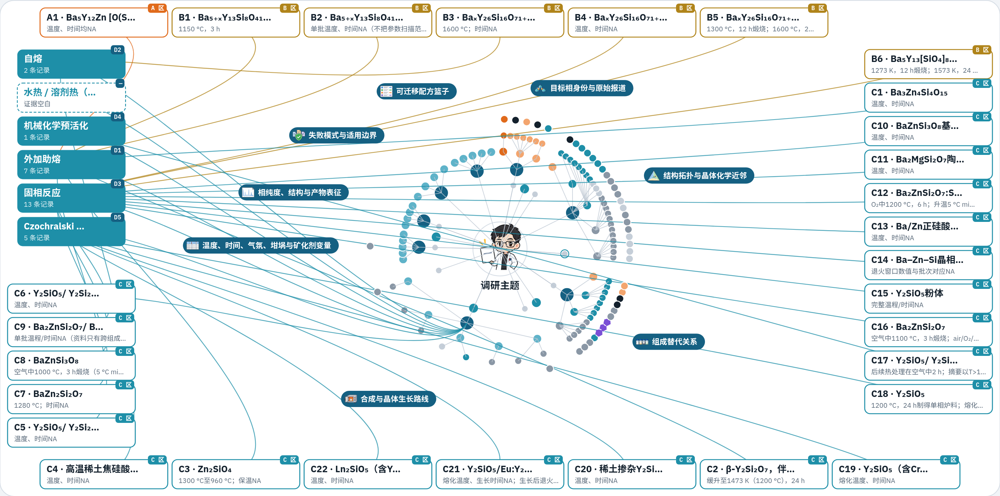 A 区
A1 · Ba₅Y₁₂Zn [O(S...
温度、时间均NA
B 区
B1 · Ba₅₊ₓY₁₃Si₈O₄₁...
1150 °C，3 h
B 区
B2 · Ba₅₊ₓY₁₃Si₈O₄₁...
单批温度、时间NA（不把参数扫描范...
B 区
B3 · BaₓY₂₆Si₁₆O₇₁₊...
1600 °C；时间NA
B 区
B4 · BaₓY₂₆Si₁₆O₇₁₊...
温度、时间NA
B 区
B5 · BaₓY₂₆Si₁₆O₇₁₊...
1300 °C，12 h煅烧；1600 °C，2...
D2
自熔
2 条记录
–
水热 / 溶剂热（...
证据空白
D4
机械化学预活化
1 条记录
D1
外加助熔
7 条记录
D3
固相反应
13 条记录
D5
Czochralski ...
5 条记录
可迁移配方篮子
目标相身份与原始报道
失败模式与适用边界
结构拓扑与晶体化学近邻
相纯度、结构与产物表征
温度、时间、气氛、坩埚与矿化剂变量
调研主题
组成替代关系
合成与晶体生长路线
B 区
B6 · Ba₅Y₁₃[SiO₄]₈...
1273 K，12 h煅烧；1573 K，24 ...
C 区
C1 · Ba₃Zn₄Si₄O₁₅
温度、时间NA
C 区
C10 · BaZnSi₃O₈基...
温度、时间NA
C 区
C11 · Ba₂MgSi₂O₇陶...
温度、时间NA
C 区
C12 · Ba₂ZnSi₂O₇:S...
O₂中1200 °C，6 h；升温5 °C mi...
C 区
C13 · Ba/Zn正硅酸...
温度、时间NA
C 区
C14 · Ba–Zn–Si晶相...
退火窗口数值与批次对应NA
C 区
C15 · Y₂SiO₅粉体
完整温程/时间NA
C 区
C16 · Ba₂ZnSi₂O₇
空气中1100 °C，3 h煅烧；air/O₂/...
C 区
C17 · Y₂SiO₅/ Y₂Si...
后续热处理在空气中2 h；摘要以T>1...
C 区
C18 · Y₂SiO₅
1200 °C，24 h制得单相炉料；熔化...
C 区
C6 · Y₂SiO₅/ Y₂Si₂...
温度、时间NA
C 区
C9 · Ba₂ZnSi₂O₇/ B...
单批温程/时间NA（资料只有跨组成...
C 区
C8 · BaZnSi₃O₈
空气中1000 °C，3 h煅烧（5 °C mi...
C 区
C7 · BaZn₂Si₂O₇
1280 °C；时间NA
C 区
C5 · Y₂SiO₅/ Y₂Si₂...
温度、时间NA
C 区
C4 · 高温稀土焦硅酸...
温度、时间NA
C 区
C3 · Zn₂SiO₄
1300 °C至960 °C；保温NA
C 区
C22 · Ln₂SiO₅（含Y...
温度、时间NA
C 区
C21 · Y₂SiO₅/Eu:Y₂...
熔化温度、生长时间NA；生长后退火...
C 区
C20 · 稀土掺杂Y₂Si...
温度、时间NA
C 区
C2 · β-Y₂Si₂O₇，伴...
缓升至1473 K（1200 °C），24 h
C 区
C19 · Y₂SiO₅（含Cr...
熔化温度、时间NA